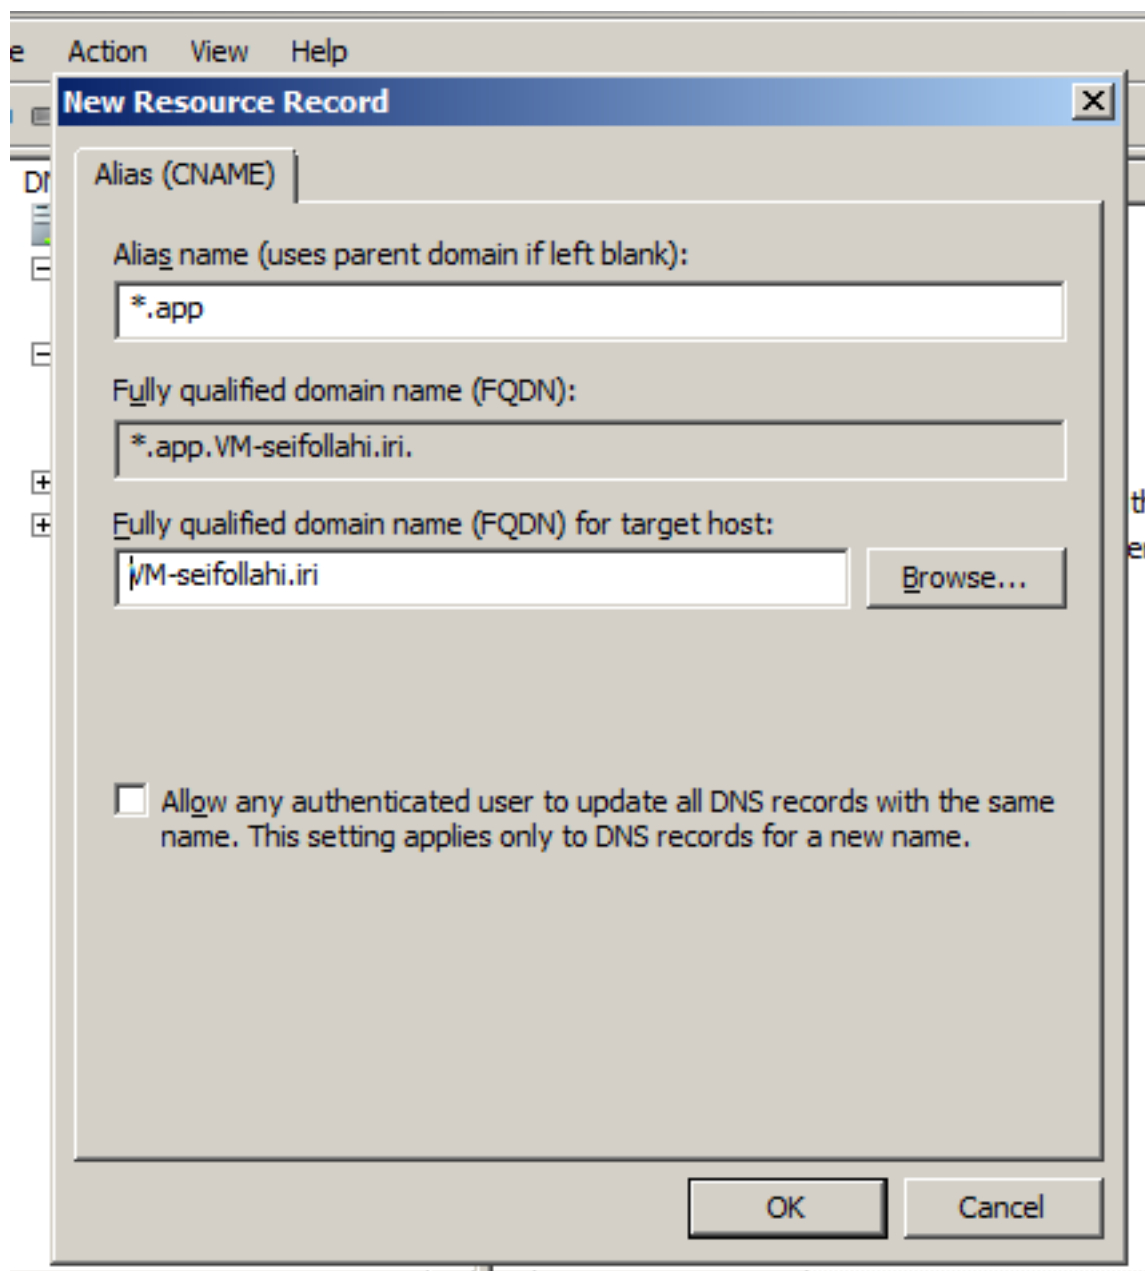 Action View Help
New Resource Record
Alias (CNAME)
Alias name (uses parent domain if left blank):
*.app
Fully qualified domain name (FQDN):
*.app.VM-seifollahi.iri.
Fully qualified domain name (FQDN) for target host:
VM-seifollahi.iri
Browse...
Allow any authenticated user to update all DNS records with the same
name. This setting applies only to DNS records for a new name.
OK Cancel